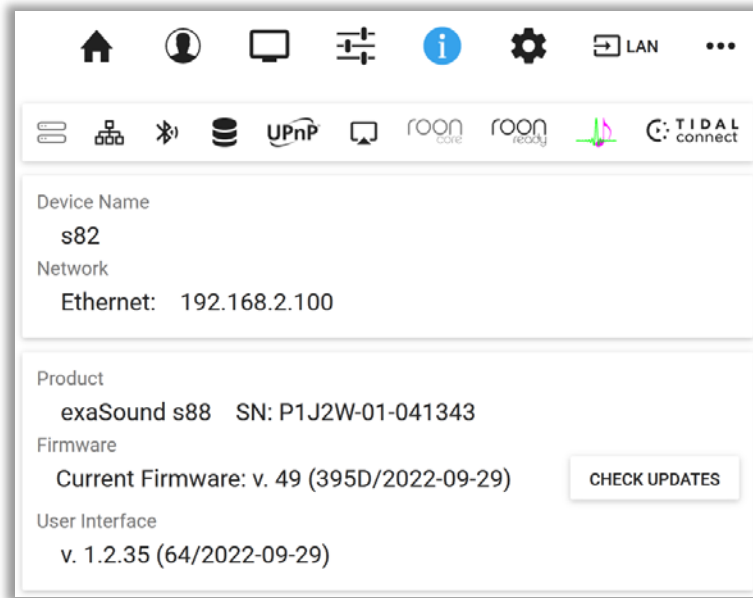 LAN
UPnP roon core roon ready TIDAL connect
Device Name
s82
Network
Ethernet: 192.168.2.100
Product
exaSound s88 SN: P1J2W-01-041343
Firmware
Current Firmware: v. 49 (395D/2022-09-29) CHECK UPDATES
User Interface
v. 1.2.35 (64/2022-09-29)